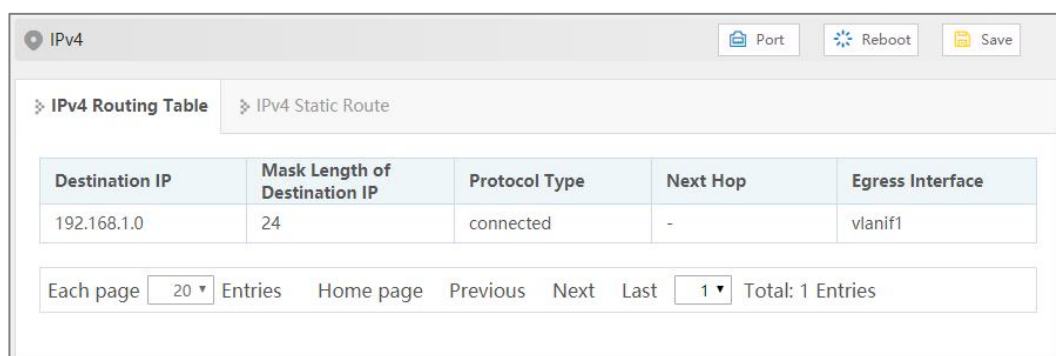 IPv4 Port Reboot Save
IPv4 Routing Table IPv4 Static Route
Destination IP Mask Length of Destination IP Protocol Type Next Hop Egress Interface
192.168.1.0 24 connected - vlanif1
Each page 20 Entries Home page Previous Next Last 1 Total: 1 Entries